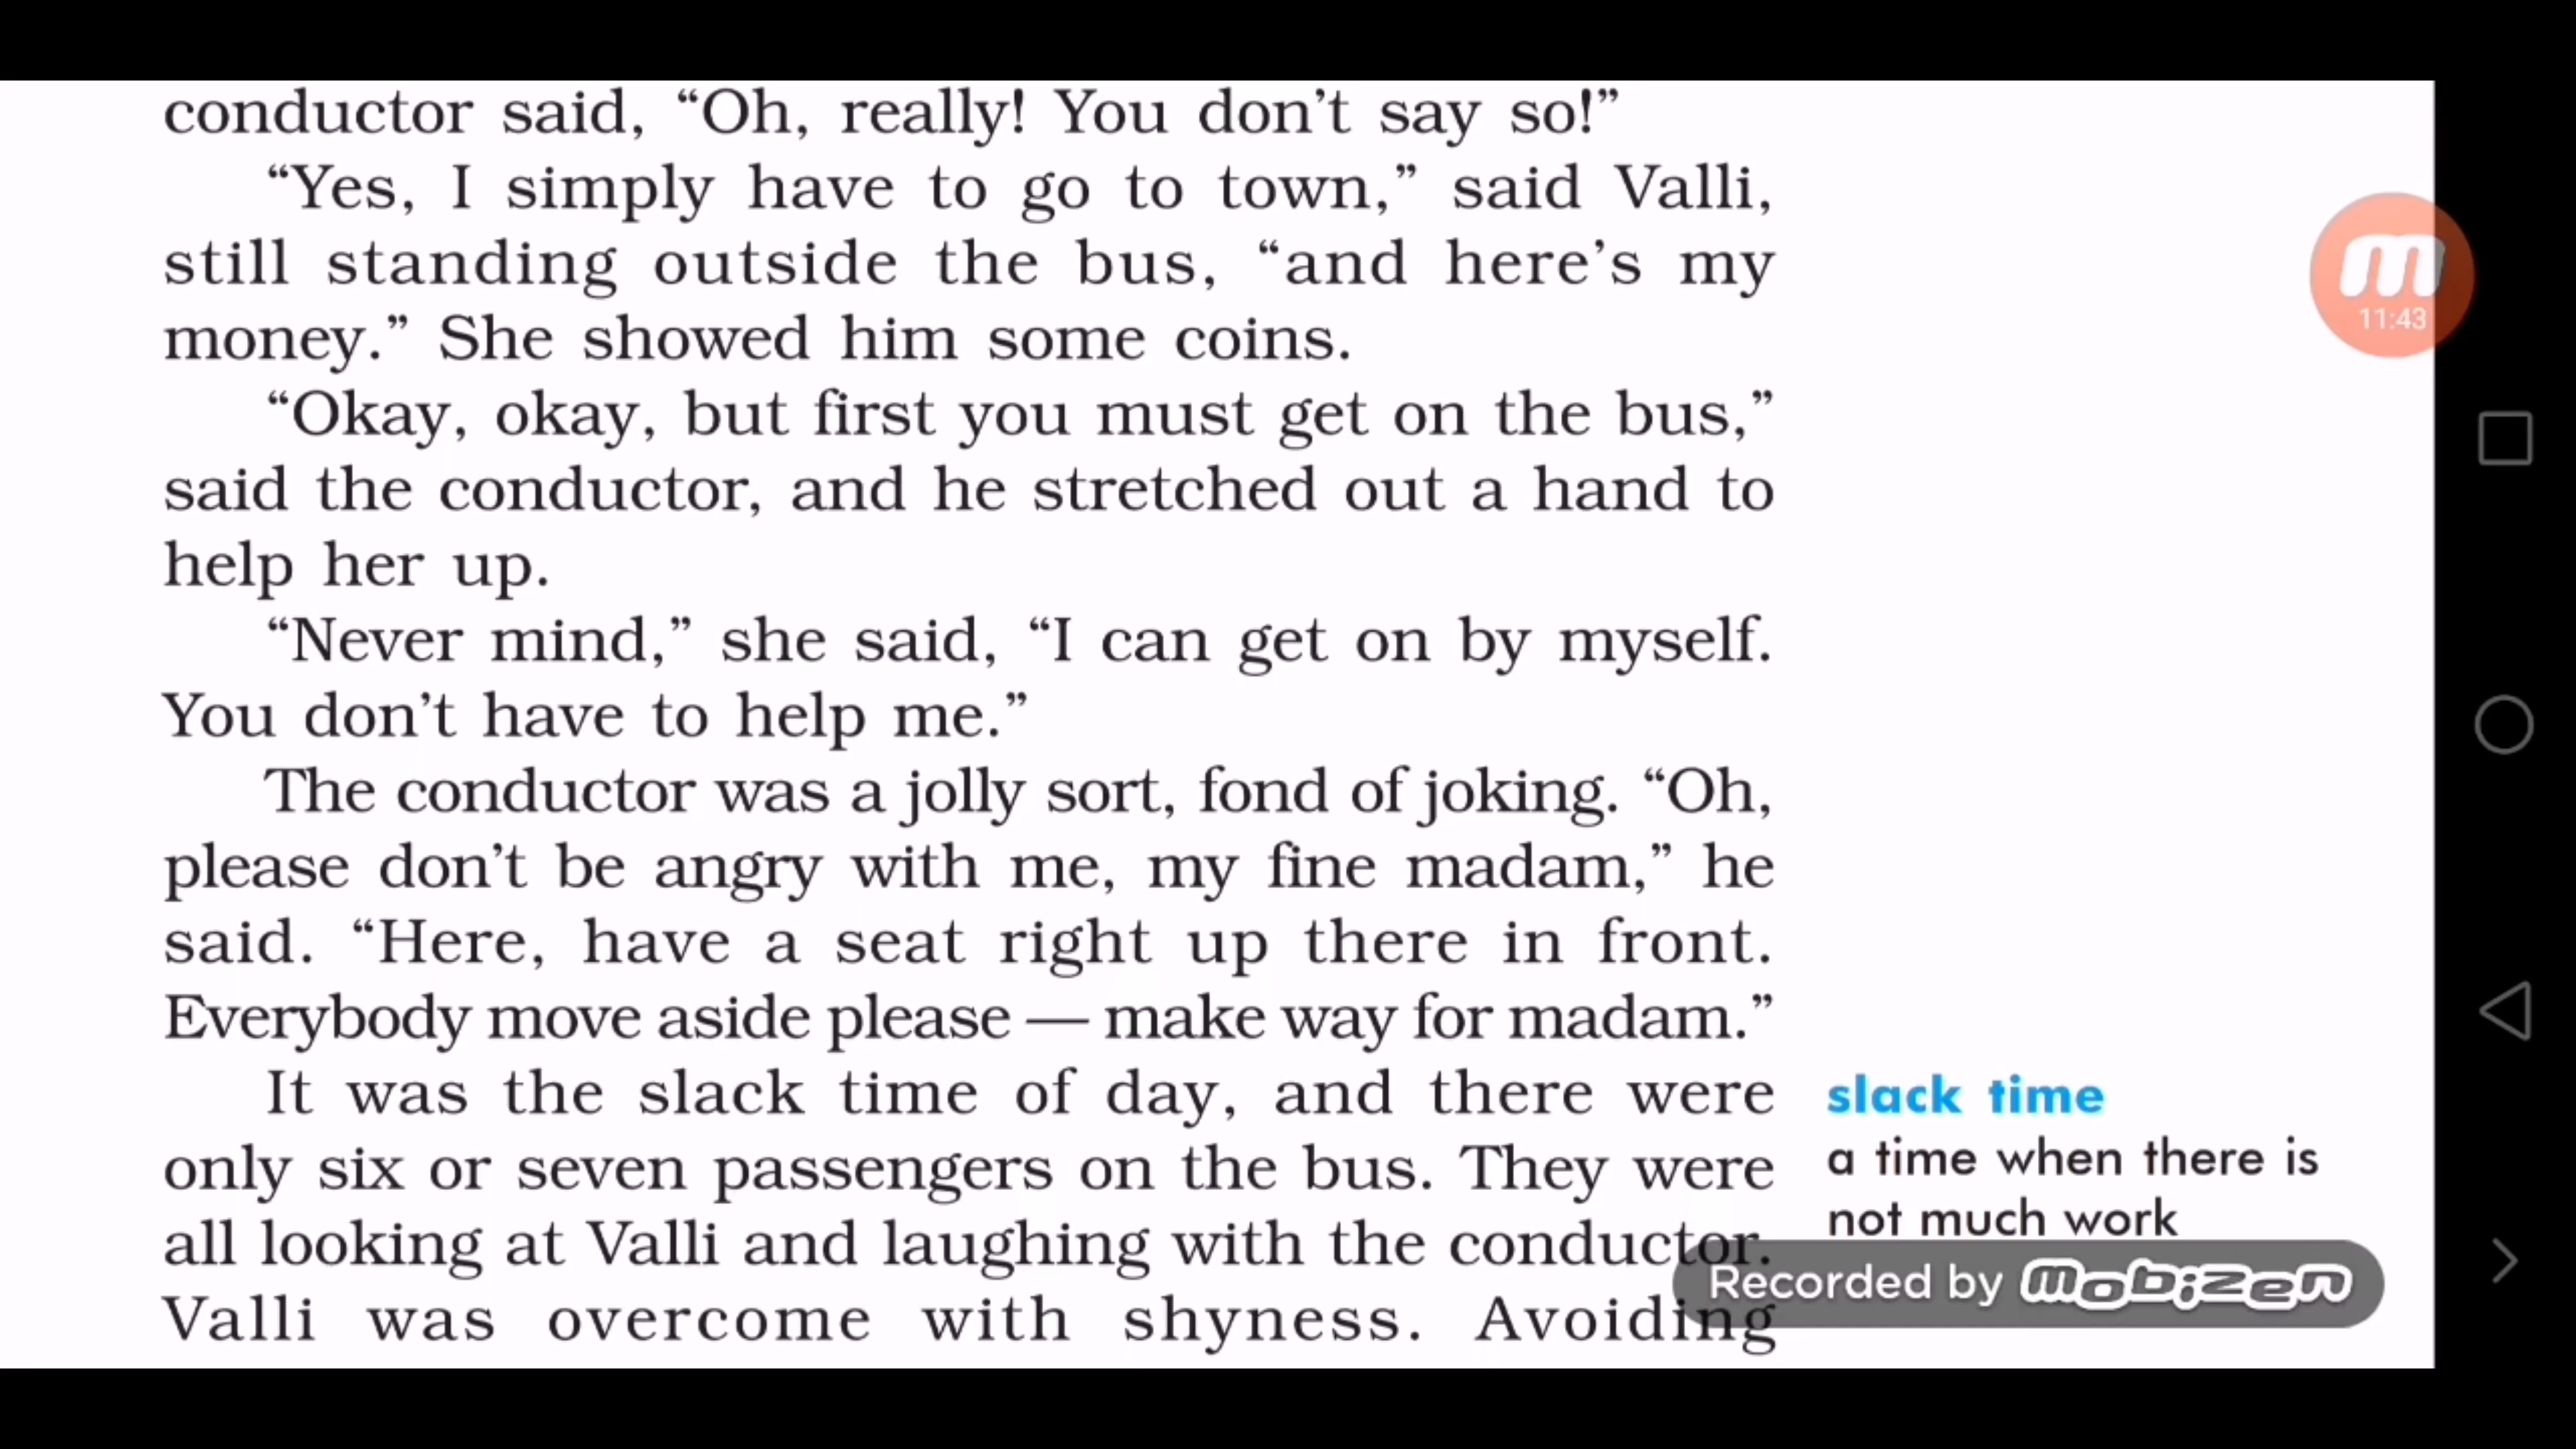 conductor said, “Oh, really! You don’t say so!”
“Yes, I simply have to go to town,” said Valli,
still standing outside the bus, “and here’s my
money.” She showed him some coins.
“Okay, okay, but first you must get on the bus,”
said the conductor, and he stretched out a hand to
help her up.
“Never mind,” she said, “I can get on by myself.
You don’t have to help me.”
The conductor was a jolly sort, fond of joking. “Oh,
please don’t be angry with me, my fine madam,” he
said. “Here, have a seat right up there in front.
Everybody move aside please — make way for madam.”
It was the slack time of day, and there were
only six or seven passengers on the bus. They were
all looking at Valli and laughing with the conductor.
Valli was overcome with shyness. Avoiding
slack time
a time when there is
not much work
11:43
Recorded by mobizen